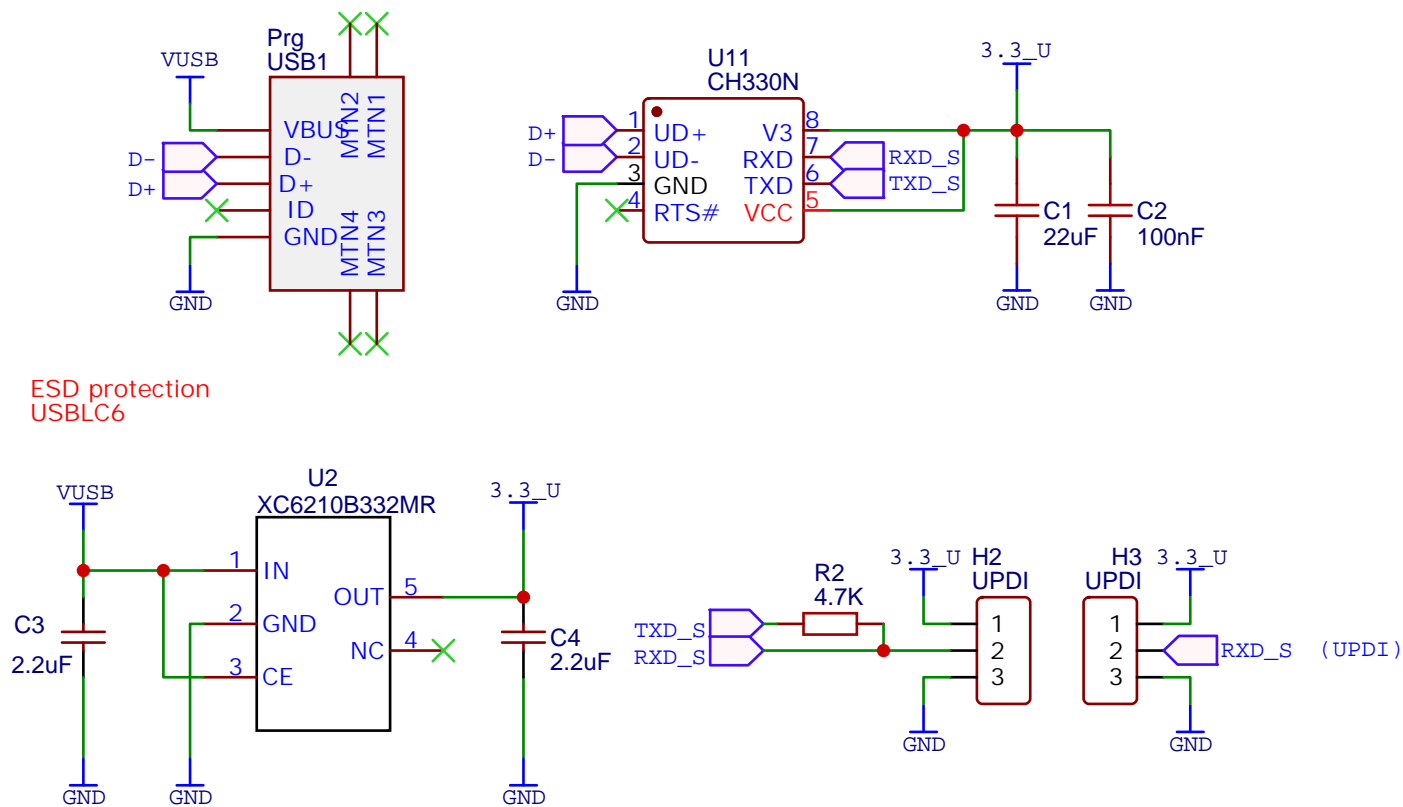 Prg
USB1
VUSB
VBUS
D-
D+
ID
GND
MTN2
MTN1
MTN4
MTN3
D-
D+
GND
U11
CH330N
D+
D-
1
2
3
4
UD+
UD-
GND
RTS#
V3
RXD
TXD
VCC
8
7
6
5
RXD_S
TXD_S
GND
3.3_U
C1
22uF
C2
100nF
GND
GND
ESD protection
USBLC6
U2
XC6210B332MR
VUSB
C3
2.2uF
1
2
3
IN
GND
CE
OUT
NC
5
4
3.3_U
C4
2.2uF
GND
GND
GND
R2
4.7K
TXD_S
RXD_S
3.3_U
H2
UPDI
1
2
3
GND
H3
UPDI
3.3_U
1
2
3
RXD_S (UPDI)
GND